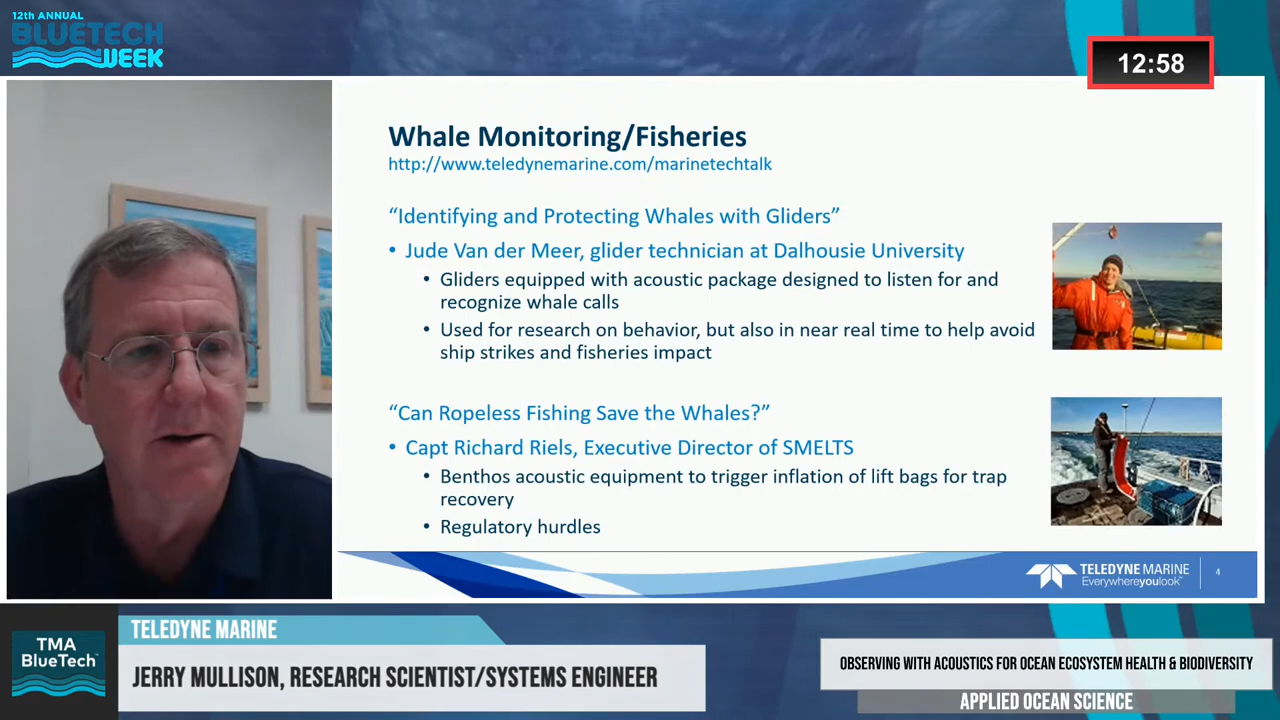 12th ANNUAL
BLUETECH
WEEK
12:58
Whale Monitoring/Fisheries
http://www.teledynemarine.com/marinetechtalk
“Identifying and Protecting Whales with Gliders”
• Jude Van der Meer, glider technician at Dalhousie University
• Gliders equipped with acoustic package designed to listen for and
recognize whale calls
• Used for research on behavior, but also in near real time to help avoid
ship strikes and fisheries impact
“Can Ropeless Fishing Save the Whales?”
• Capt Richard Riels, Executive Director of SMELTS
• Benthos acoustic equipment to trigger inflation of lift bags for trap
recovery
• Regulatory hurdles
TELEDYNE MARINE
Everywhereyoulook™
4
TMA
BlueTech™
TELEDYNE MARINE
JERRY MULLISON, RESEARCH SCIENTIST/SYSTEMS ENGINEER
OBSERVING WITH ACOUSTICS FOR OCEAN ECOSYSTEM HEALTH & BIODIVERSITY
APPLIED OCEAN SCIENCE